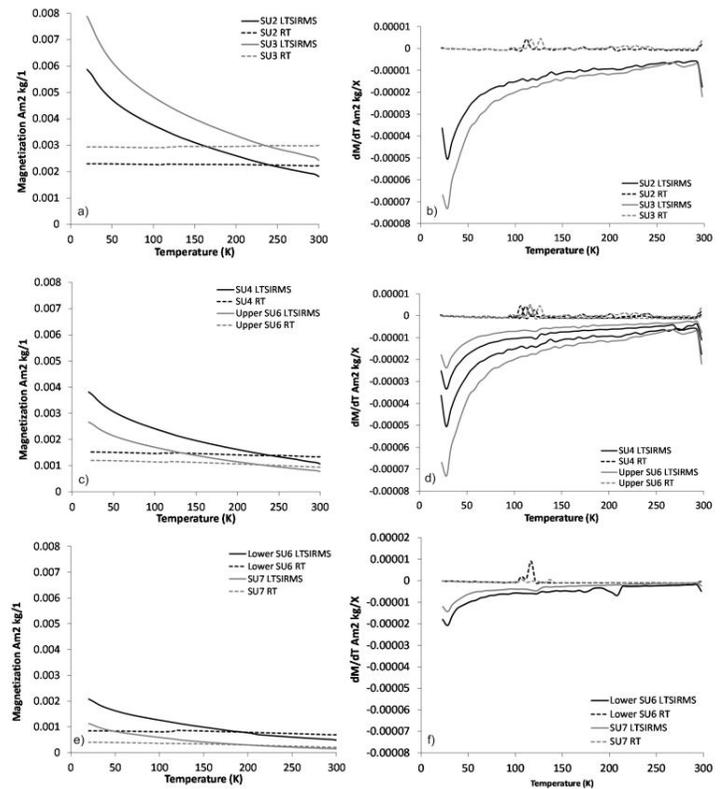 a)
0.008
0.007
0.006
0.005
0.004
0.003
0.002
0.001
0
Magnetization Am2 kg/1
SU2 LTSIRMS
SU2 RT
SU3 LTSIRMS
SU3 RT
0 50 100 150 200 250 300
Temperature (K)
b)
0.00001
0
-0.00001
-0.00002
-0.00003
-0.00004
-0.00005
-0.00006
-0.00007
-0.00008
dM/dT Am2 kg/X
SU2 LTSIRMS
SU2 RT
SU3 LTSIRMS
SU3 RT
0 50 100 150 200 250 300
Temperature (K)
c)
0.008
0.007
0.006
0.005
0.004
0.003
0.002
0.001
0
Magnetization Am2 kg/1
SU4 LTSIRMS
SU4 RT
Upper SU6 LTSIRMS
Upper SU6 RT
0 50 100 150 200 250 300
Temperature (K)
d)
0.00001
0
-0.00001
-0.00002
-0.00003
-0.00004
-0.00005
-0.00006
-0.00007
-0.00008
dM/dT Am2 kg/X
SU4 LTSIRMS
SU4 RT
Upper SU6 LTSIRMS
Upper SU6 RT
0 50 100 150 200 250 300
Temperature (K)
e)
0.008
0.007
0.006
0.005
0.004
0.003
0.002
0.001
0
Magnetization Am2 kg/1
Lower SU6 LTSIRMS
Lower SU6 RT
SU7 LTSIRMS
SU7 RT
0 50 100 150 200 250 300
Temperature (K)
f)
0.00002
0.00001
0
-0.00001
-0.00002
-0.00003
-0.00004
-0.00005
-0.00006
-0.00007
-0.00008
dM/dT Am2 kg/X
Lower SU6 LTSIRMS
Lower SU6 RT
SU7 LTSIRMS
SU7 RT
0 50 100 150 200 250 300
Temperature (K)